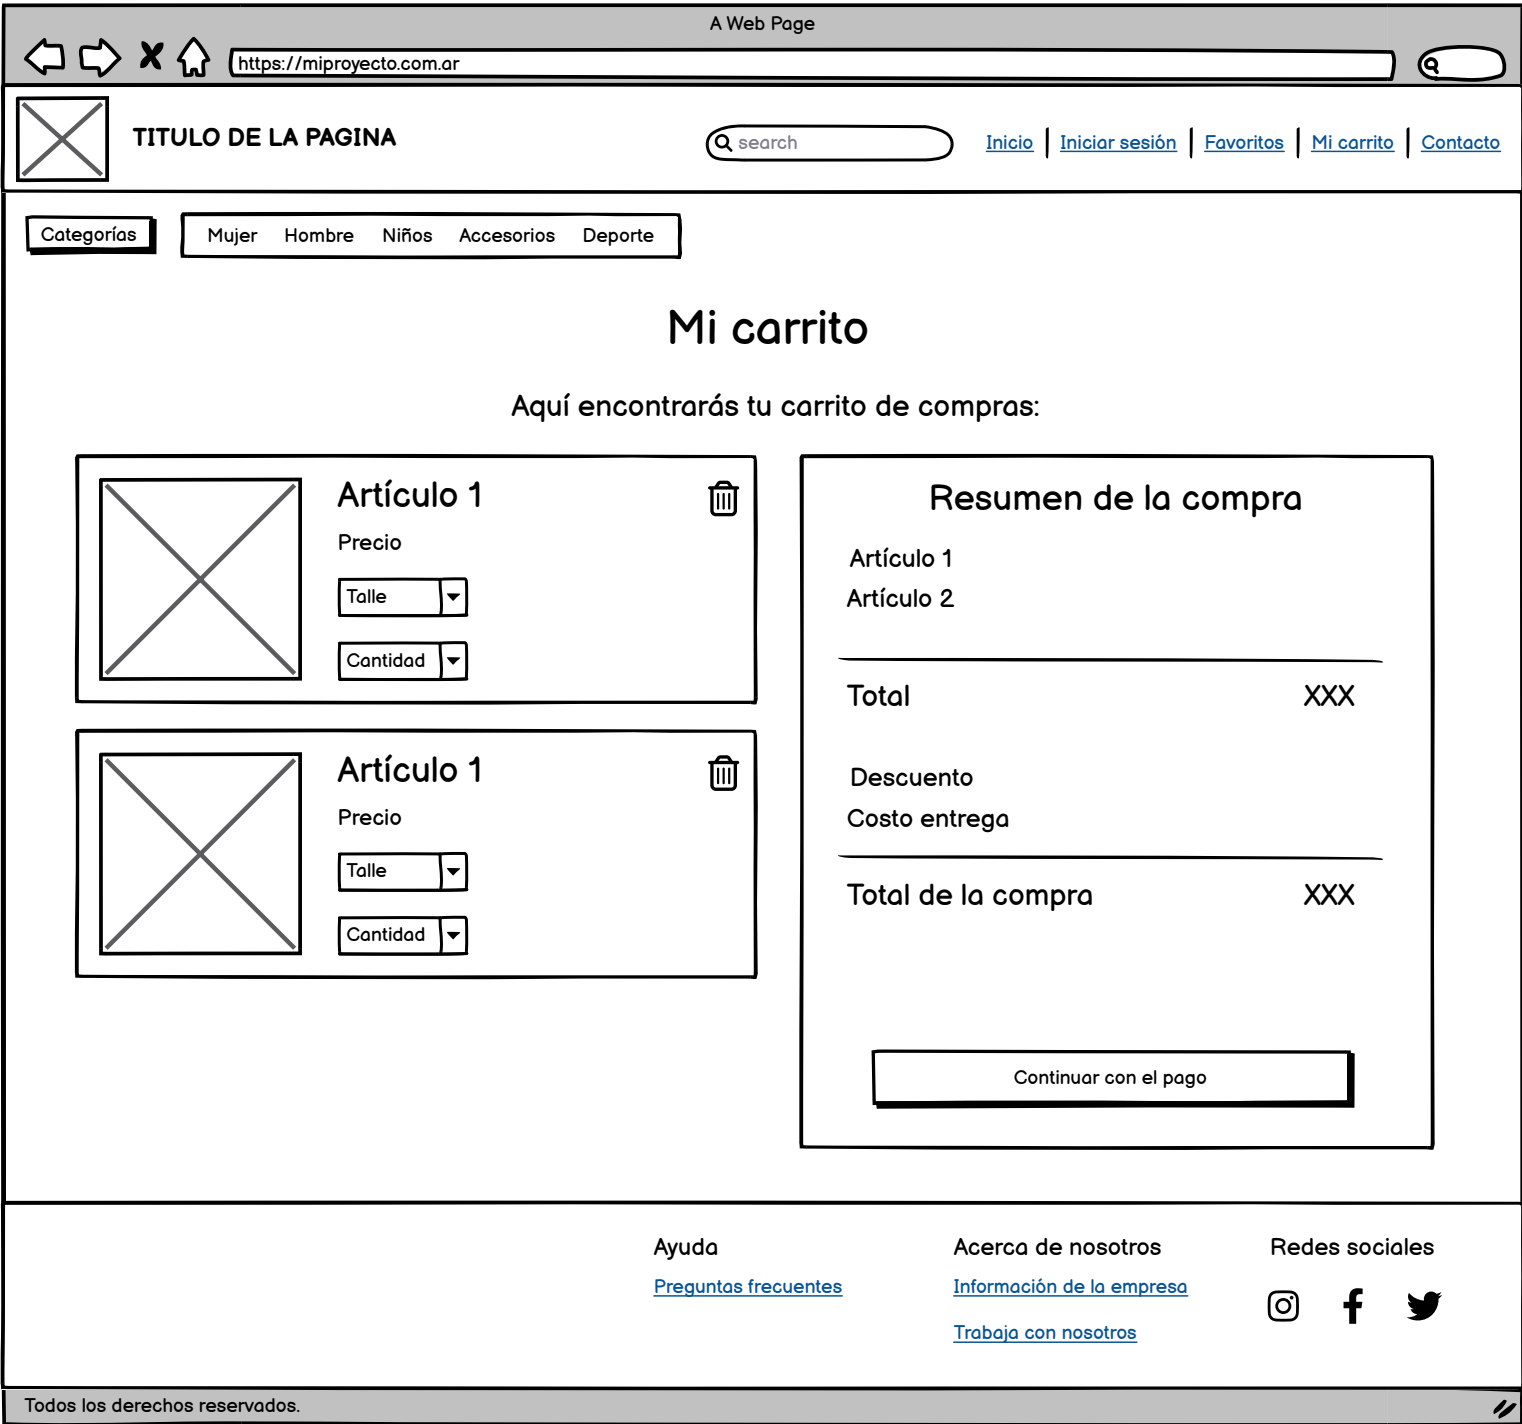 A Web Page
https://miproyecto.com.ar
TITULO DE LA PAGINA
search
Inicio
Iniciar sesión
Favoritos
Mi carrito
Contacto
Categorías
Mujer
Hombre
Niños
Accesorios
Deporte
Mi carrito
Aquí encontrarás tu carrito de compras:
Artículo 1
Precio
Talle
Cantidad
Artículo 1
Precio
Talle
Cantidad
Resumen de la compra
Artículo 1
Artículo 2
Total XXX
Descuento
Costo entrega
Total de la compra XXX
Continuar con el pago
Ayuda
Preguntas frecuentes
Acerca de nosotros
Información de la empresa
Trabaja con nosotros
Redes sociales
Todos los derechos reservados.